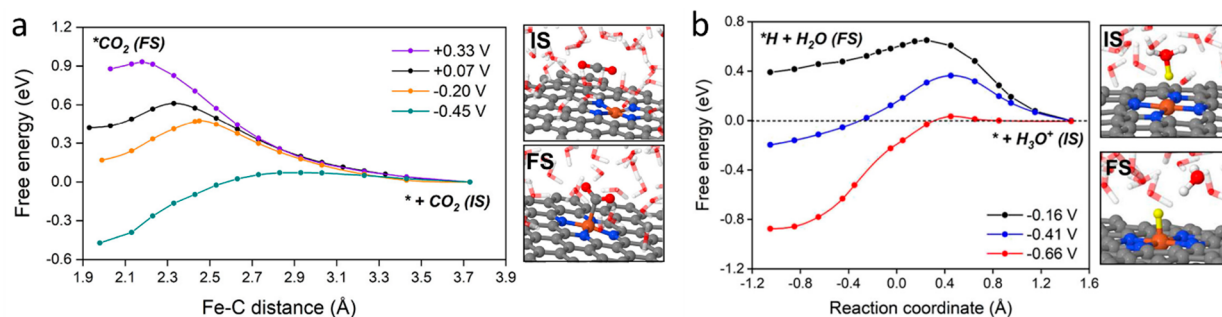 a
Free energy (eV)
1.2
0.9
0.6
0.3
0.0
-0.3
-0.6
*CO₂ (FS)
+0.33 V
+0.07 V
-0.20 V
-0.45 V
* + CO₂ (IS)
1.9 2.1 2.3 2.5 2.7 2.9 3.1 3.3 3.5 3.7 3.9
Fe-C distance (Å)
IS
FS
b
Free energy (eV)
0.8
0.4
0.0
-0.4
-0.8
-1.2
*H + H₂O (FS)
* + H₃O⁺ (IS)
-0.16 V
-0.41 V
-0.66 V
-1.4 -0.8 -0.4 0.0 0.4 0.8 1.2 1.6
Reaction coordinate (Å)
IS
FS